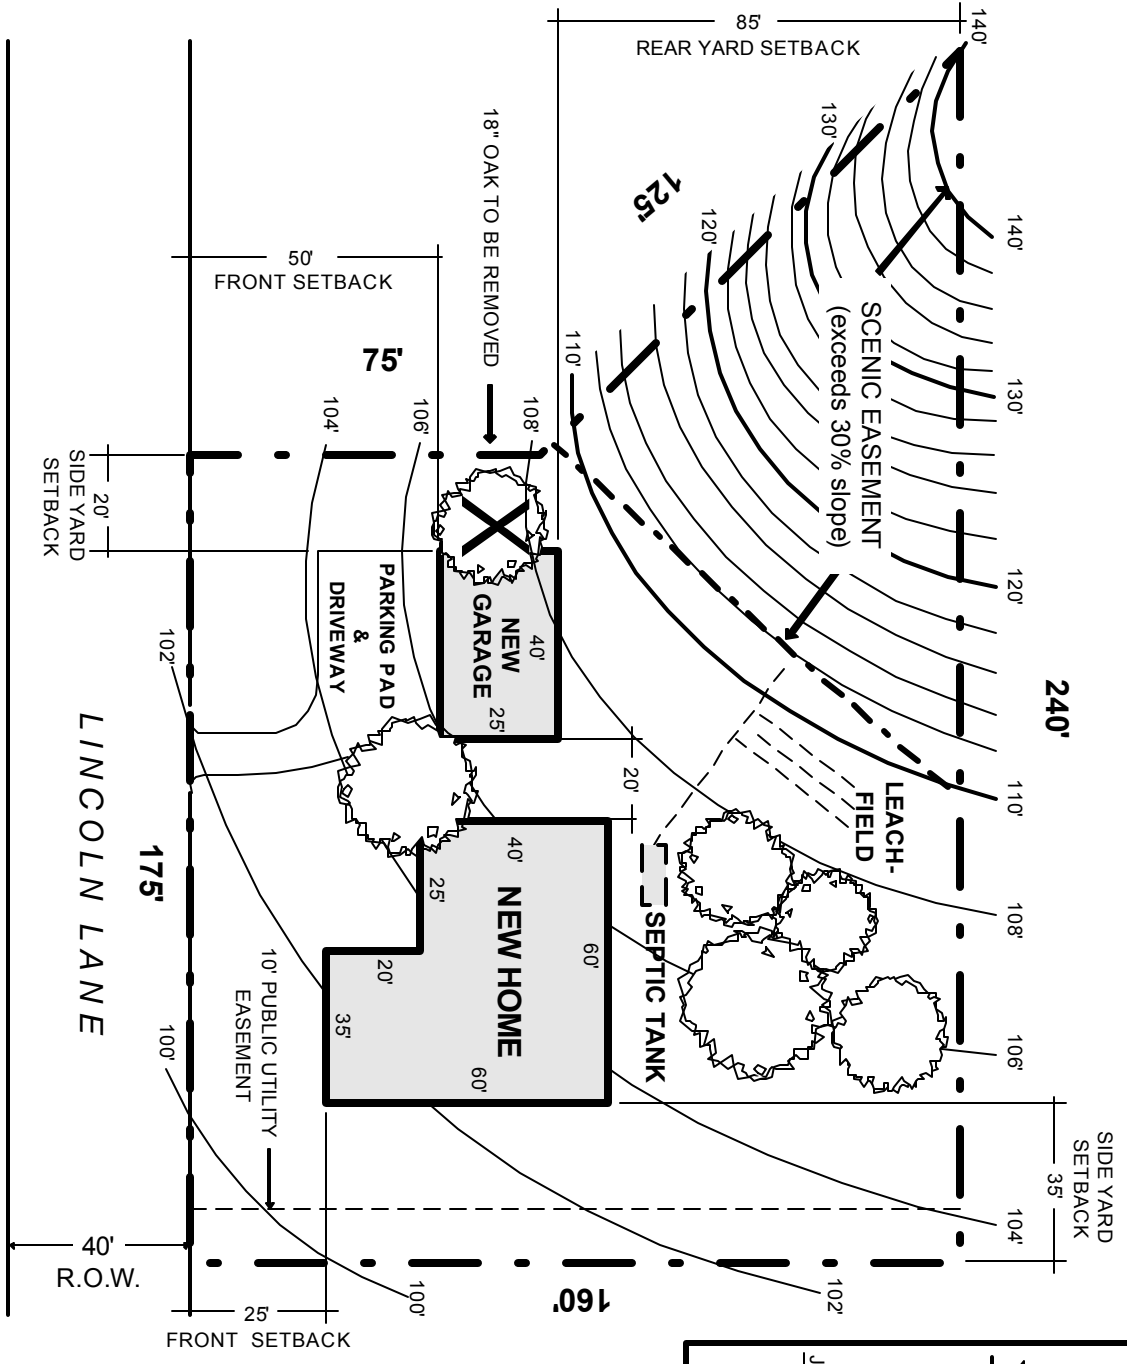 85'
REAR YARD SETBACK
140'
130'
18" OAK TO BE REMOVED
125'
120'
140'
50'
FRONT SETBACK
110'
SCENIC EASEMENT
(exceeds 30% slope)
130'
75'
104'
106'
108'
SIDE YARD
SETBACK
20'
120'
PARKING PAD
&
DRIVEWAY
NEW
GARAGE
40'
25'
102'
240'
20'
110'
LEACH-
FIELD
LINCOLN LANE
175'
40'
25'
NEW HOME
60'
20'
35'
60'
SEPTIC TANK
108'
106'
10' PUBLIC UTILITY
EASEMENT
100'
SIDE YARD
SETBACK
35'
104'
40'
R.O.W.
100'
160'
102'
25'
FRONT SETBACK